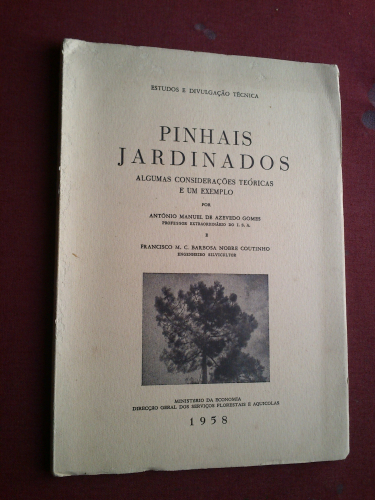 ESTUDOS E DIVULGAÇÃO TÉCNICA
PINHAIS
JARDINADOS
ALGUMAS CONSIDERAÇÕES TEÓRICAS
E UM EXEMPLO
POR
ANTÓNIO MANUEL DE AZEVEDO GOMES
PROFESSOR EXTRAORDINÁRIO DO I. S. A.
E
FRANCISCO M. C. BARBOSA NOBRE COUTINHO
ENGENHEIRO SILVICULTOR
MINISTÉRIO DA ECONOMIA
DIRECÇÃO GERAL DOS SERVIÇOS FLORESTAIS E AQUÍCOLAS
1958